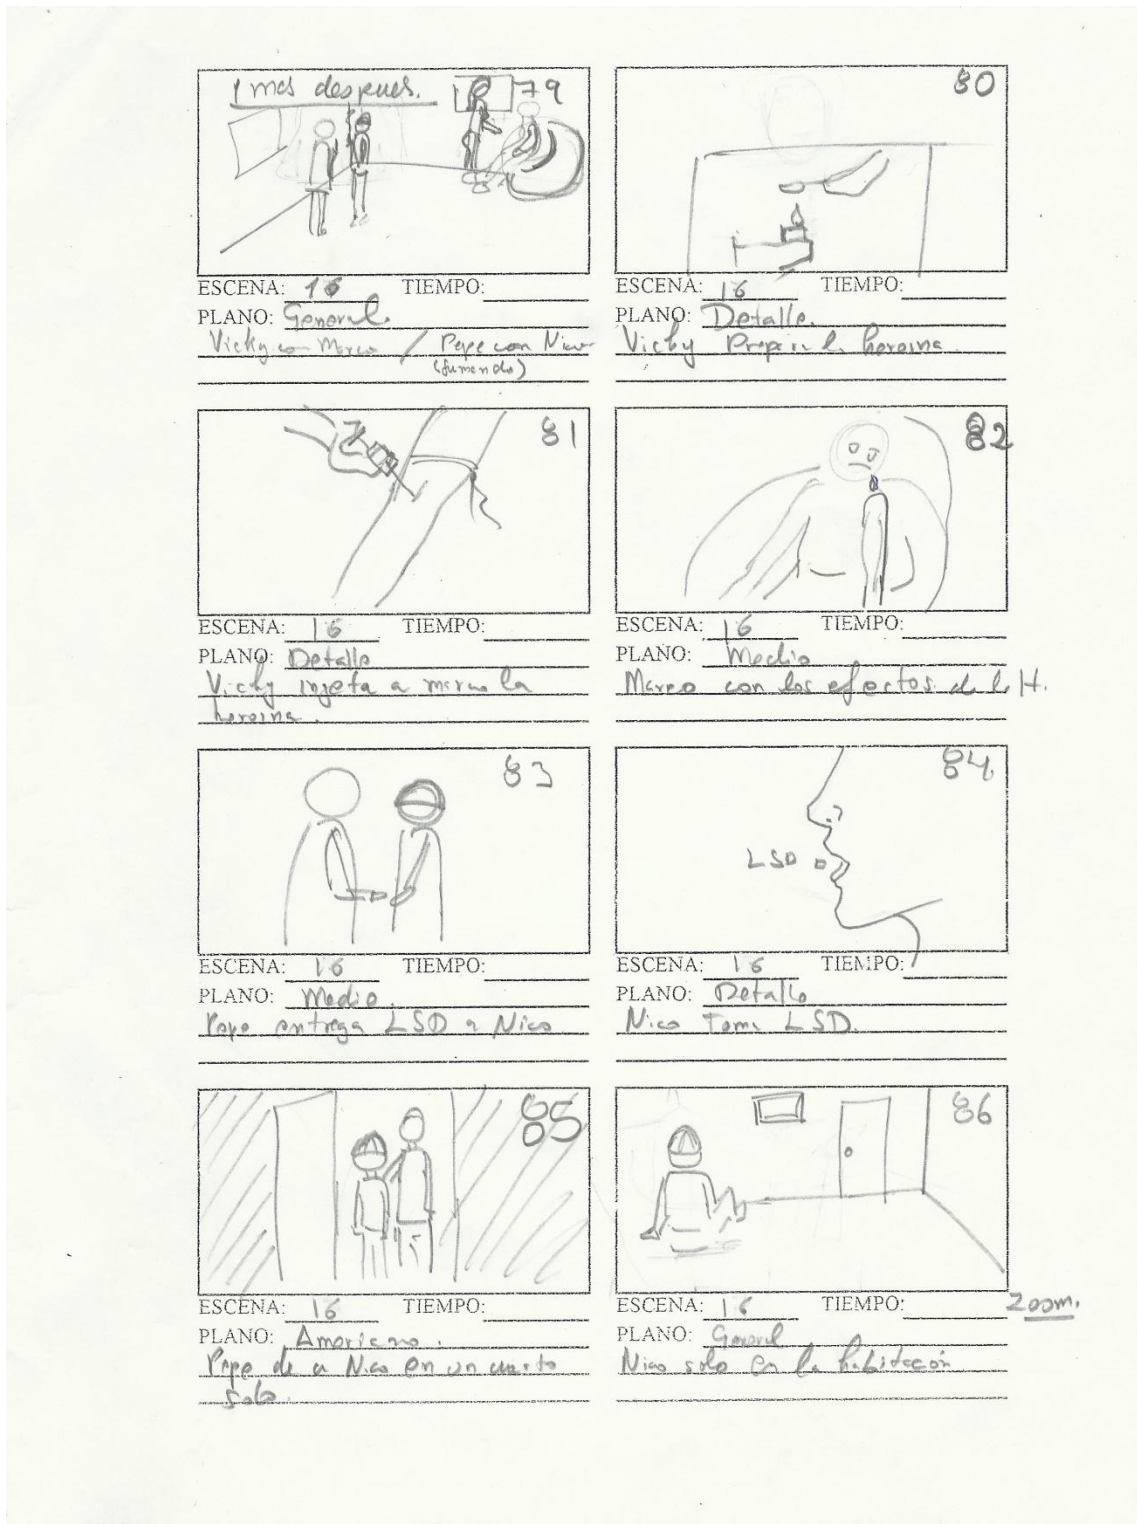 1 mes despues. 79
ESCENA: 16 TIEMPO:
PLANO: General.
Vicky con Marco / Pepe con Nico
(fumando)
80
ESCENA: 16 TIEMPO:
PLANO: Detalle.
Vicky Prepara la heroina
81
ESCENA: 16 TIEMPO:
PLANO: Detalle
Vicky injeta a marco la
heroina.
82
ESCENA: 16 TIEMPO:
PLANO: Medio
Marco con los efectos de la H.
83
ESCENA: 16 TIEMPO:
PLANO: Medio.
Pepe entrega LSD a Nico
84
LSD
ESCENA: 16 TIEMPO:
PLANO: Detalle
Nico Toma LSD.
85
ESCENA: 16 TIEMPO:
PLANO: Americano.
Pepe de a Nico en un cuarto
solo.
86
ESCENA: 16 TIEMPO:
Zoom.
PLANO: General
Nico solo en la habitación